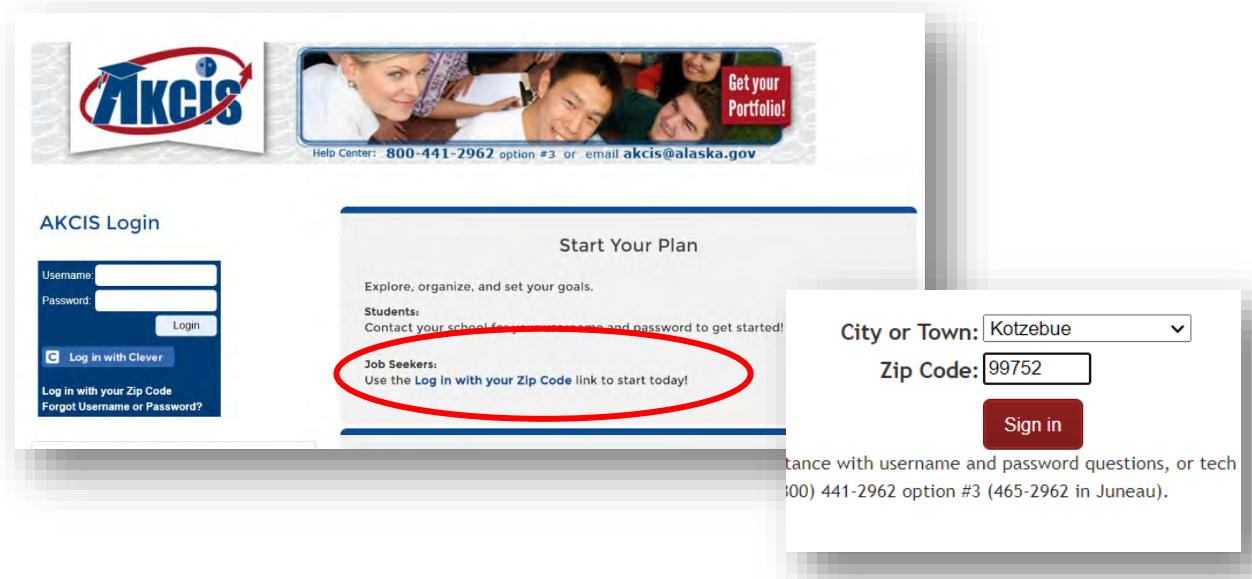 AKCIS
Get your
Portfolio!
Help Center: 800-441-2962 option #3 or email akcis@alaska.gov
AKCIS Login
Username:
Password:
Login
C Log in with Clever
Log in with your Zip Code
Forgot Username or Password?
Start Your Plan
Explore, organize, and set your goals.
Students:
Contact your school for your username and password to get started!
Job Seekers:
Use the Log in with your Zip Code link to start today!
City or Town: Kotzebue
Zip Code: 99752
Sign in
tance with username and password questions, or tech
800) 441-2962 option #3 (465-2962 in Juneau).